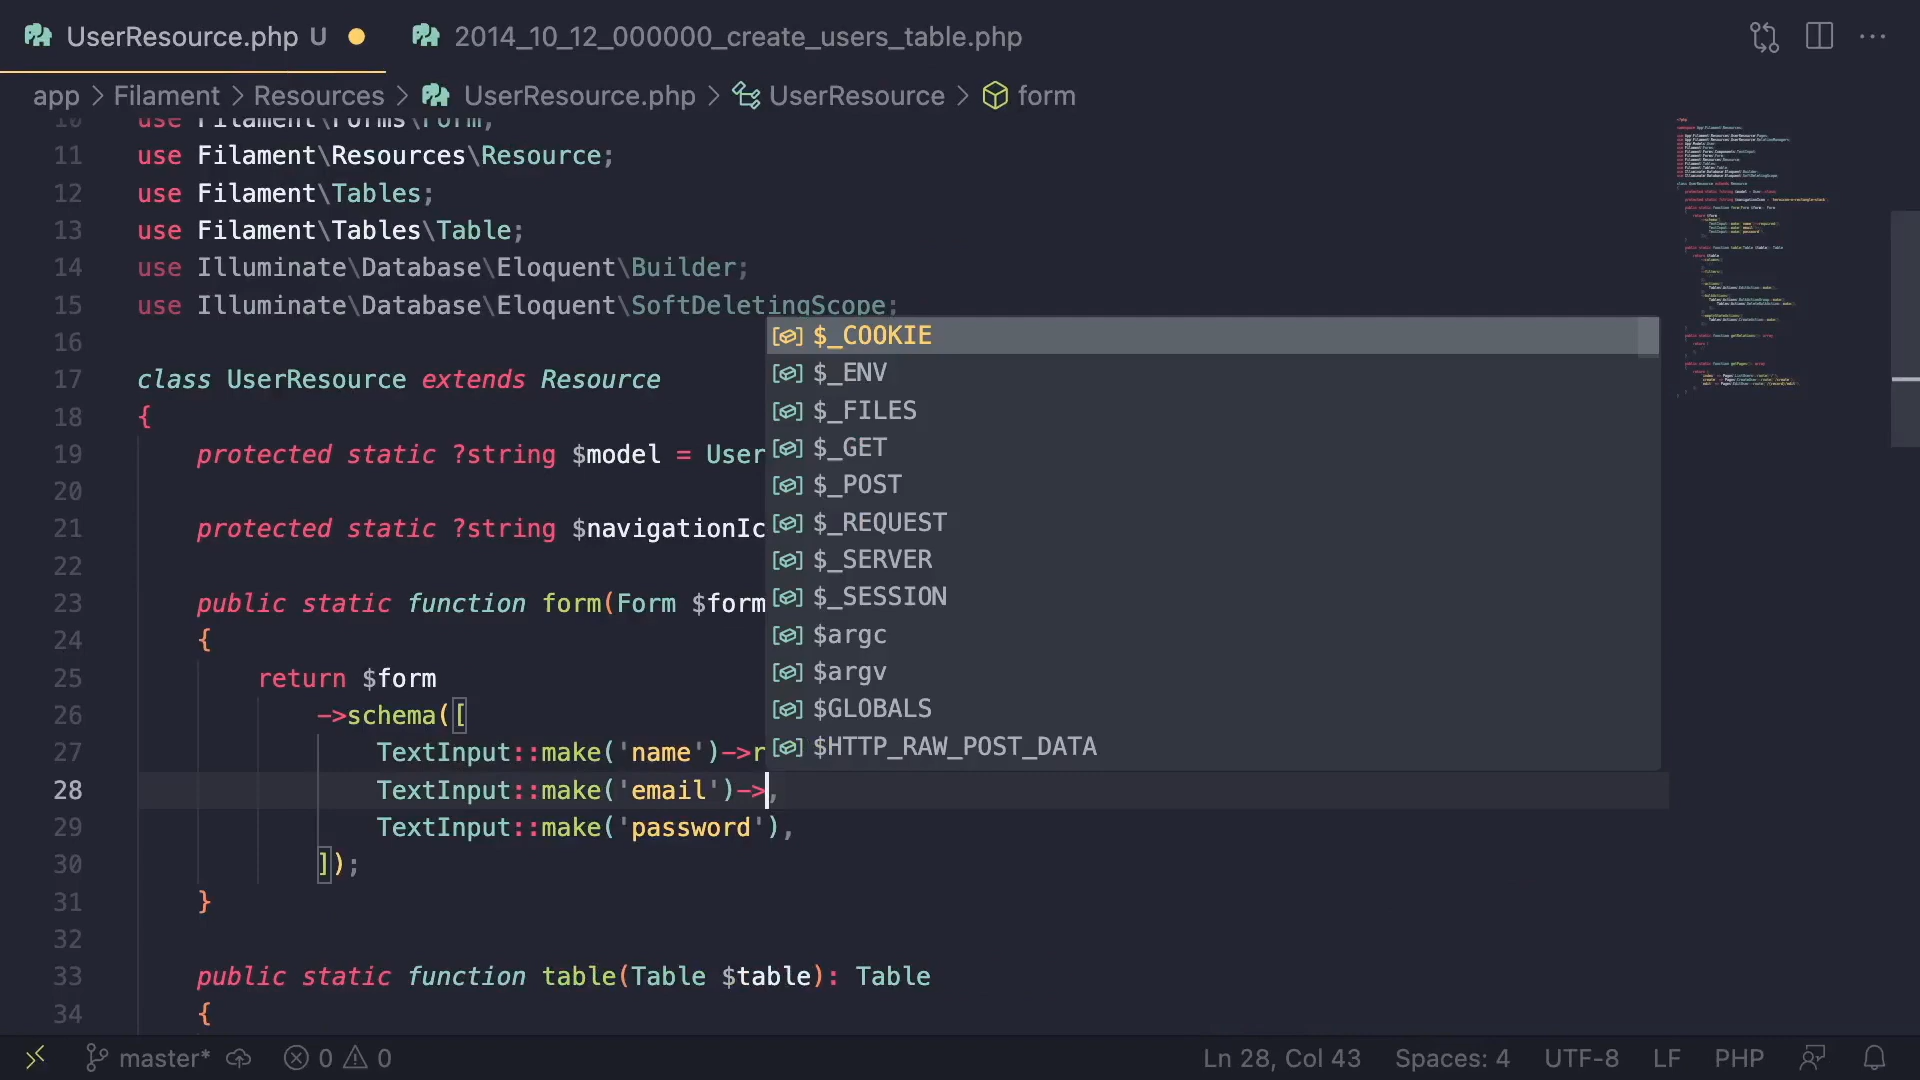 UserResource.php U
2014_10_12_000000_create_users_table.php
app > Filament > Resources > UserResource.php > UserResource > form
10 use Filament\Forms\Form;
11 use Filament\Resources\Resource;
12 use Filament\Tables;
13 use Filament\Tables\Table;
14 use Illuminate\Database\Eloquent\Builder;
15 use Illuminate\Database\Eloquent\SoftDeletingScope;
16
17 class UserResource extends Resource
18 {
19 protected static ?string $model = User
20
21 protected static ?string $navigationIc
22
23 public static function form(Form $form
24 {
25 return $form
26 ->schema([
27 TextInput::make('name')->r
28 TextInput::make('email')->,
29 TextInput::make('password'),
30 ]);
31 }
32
33 public static function table(Table $table): Table
34 {
$_COOKIE
$_ENV
$_FILES
$_GET
$_POST
$_REQUEST
$_SERVER
$_SESSION
$argc
$argv
$GLOBALS
$HTTP_RAW_POST_DATA
master* 0 0
Ln 28, Col 43 Spaces: 4 UTF-8 LF PHP